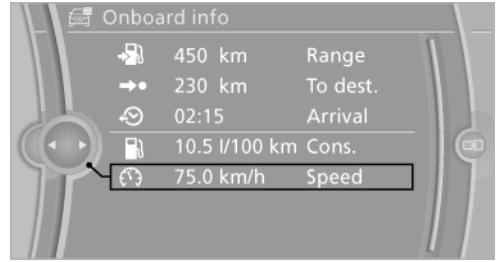 Onboard info
450 km Range
230 km To dest.
02:15 Arrival
10.5 l/100 km Cons.
75.0 km/h Speed